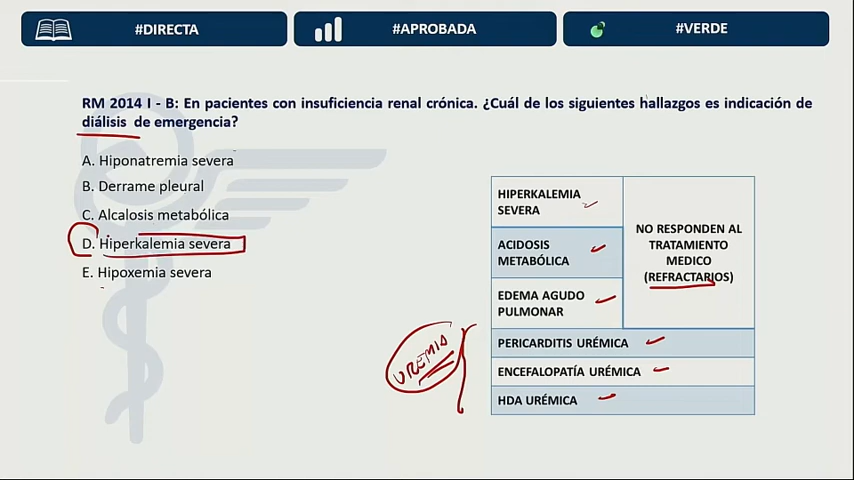 #DIRECTA
#APROBADA
#VERDE
RM 2014 I - B: En pacientes con insuficiencia renal crónica. ¿Cuál de los siguientes hallazgos es indicación de
diálisis de emergencia?
A. Hiponatremia severa
B. Derrame pleural
C. Alcalosis metabólica
D. Hiperkalemia severa
E. Hipoxemia severa
HIPERKALEMIA
SEVERA
ACIDOSIS
METABÓLICA
EDEMA AGUDO
PULMONAR
NO RESPONDEN AL
TRATAMIENTO
MEDICO
(REFRACTARIOS)
PERICARDITIS URÉMICA
ENCEFALOPATÍA URÉMICA
HDA URÉMICA
UREMIA